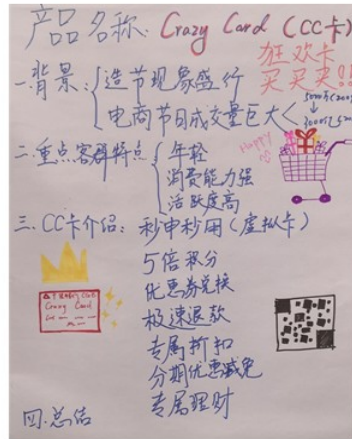 产品名称: Crazy Card (CC卡)
狂欢卡
买买买!!
一.背景:
造节现象盛行
电商节日成交量巨大
二.重点客群特点
年轻
消费能力强
活跃度高
Happy
三.CC卡介绍: 秒申秒用(虚拟卡)
5倍积分
优惠券兑换
极速退款
专属折扣
分期优惠减免
专属理财
Crazy Card
四.总结